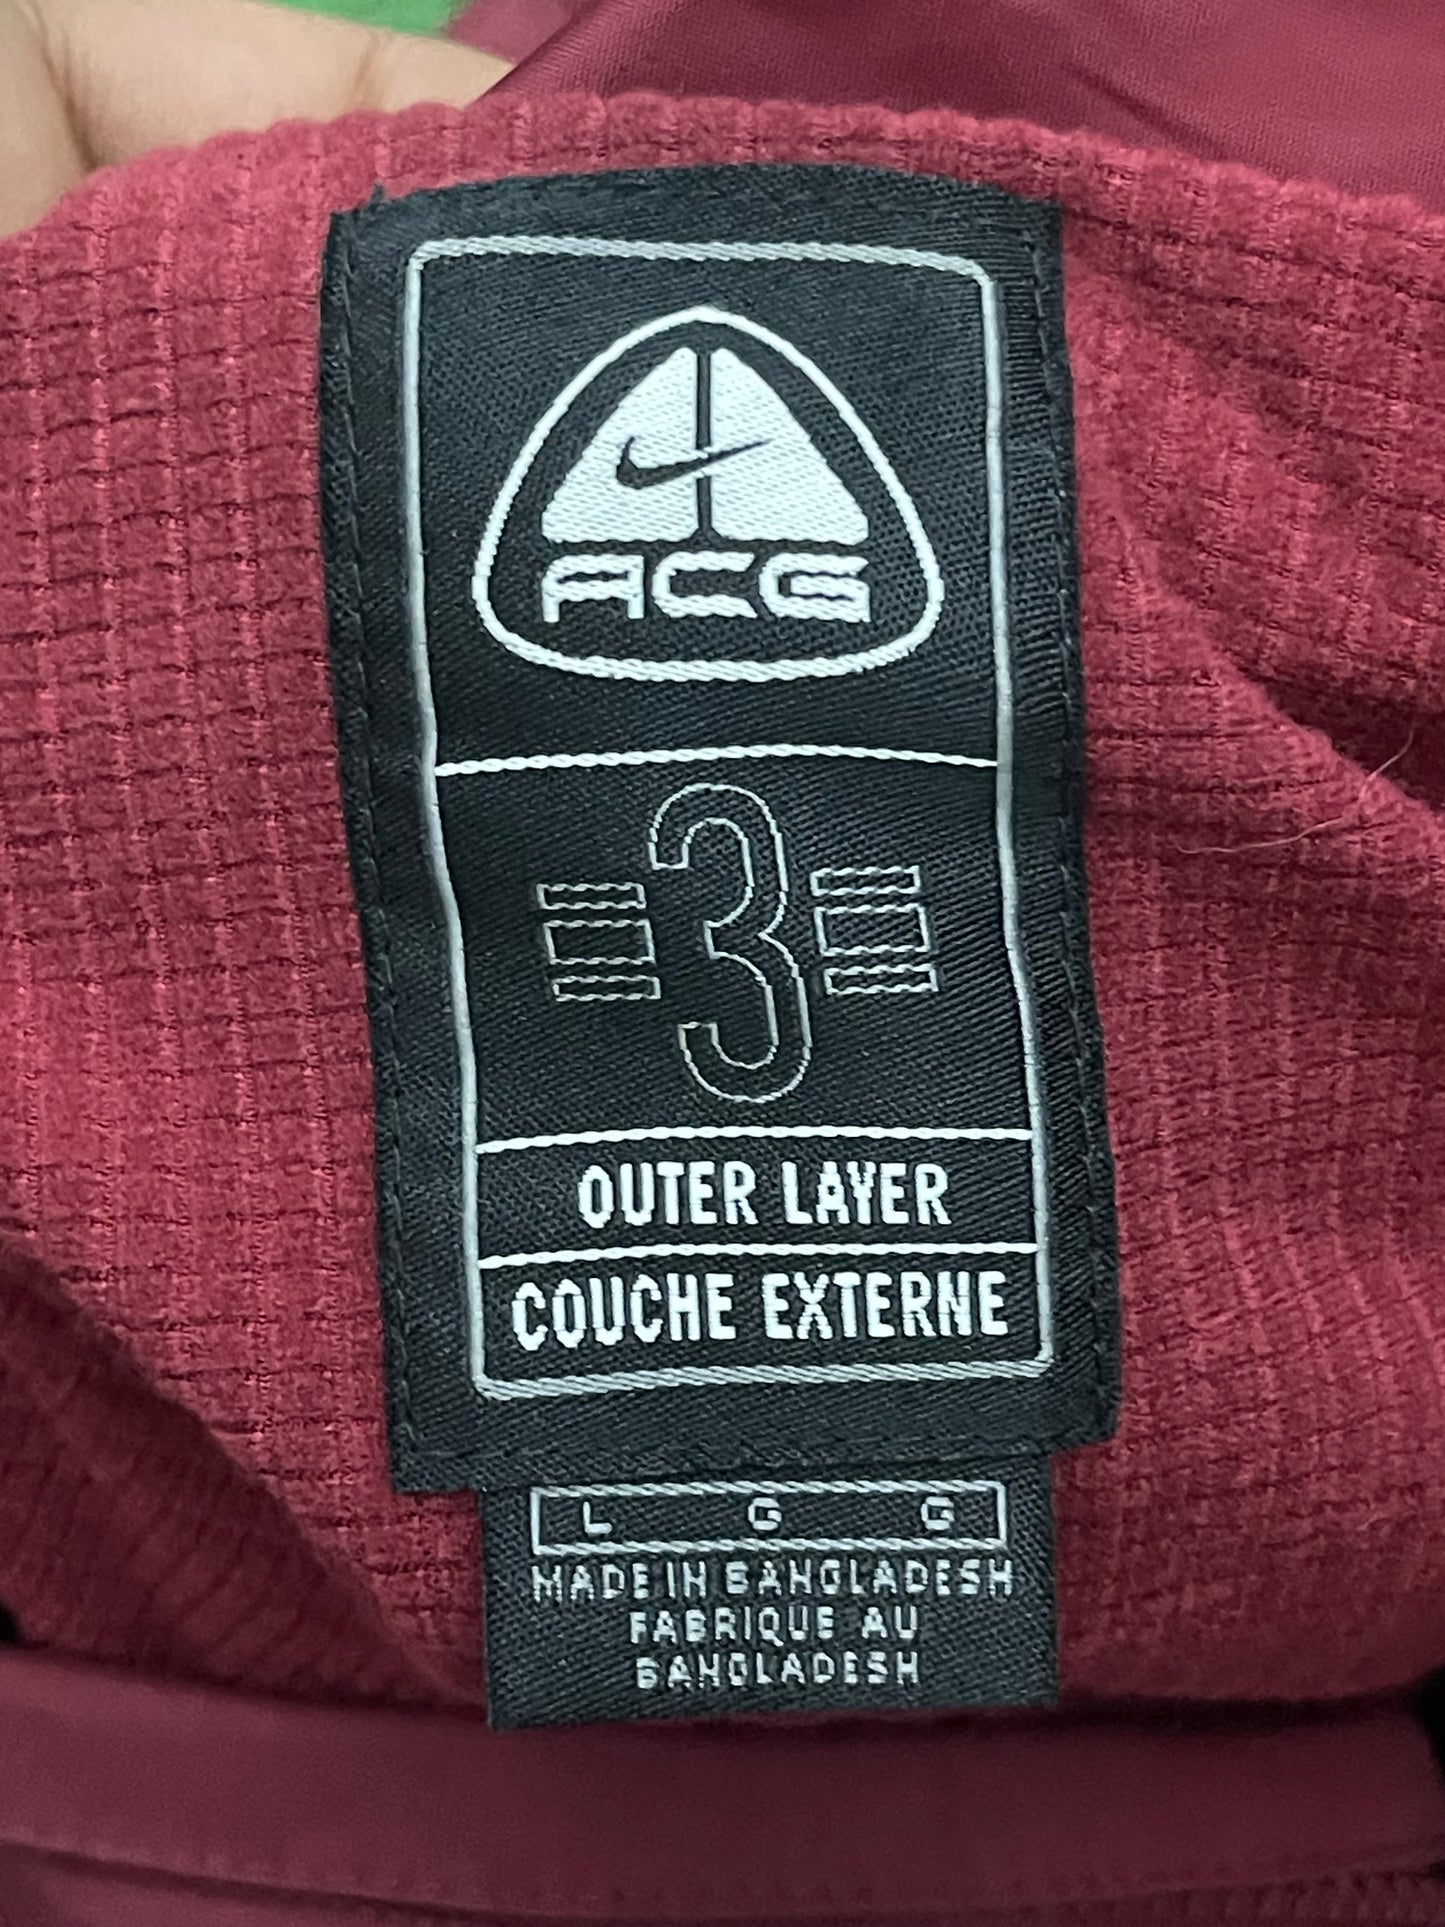 ACG
3
OUTER LAYER
COUCHE EXTERNE
L G G
MADE IN BANGLADESH
FABRIQUE AU
BANGLADESH